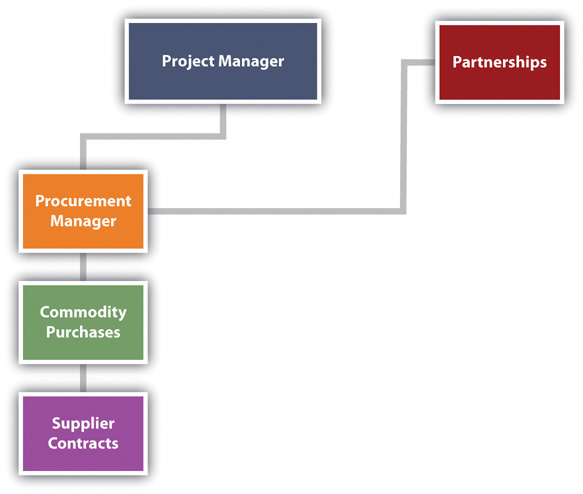 Project Manager
Partnerships
Procurement
Manager
Commodity
Purchases
Supplier
Contracts